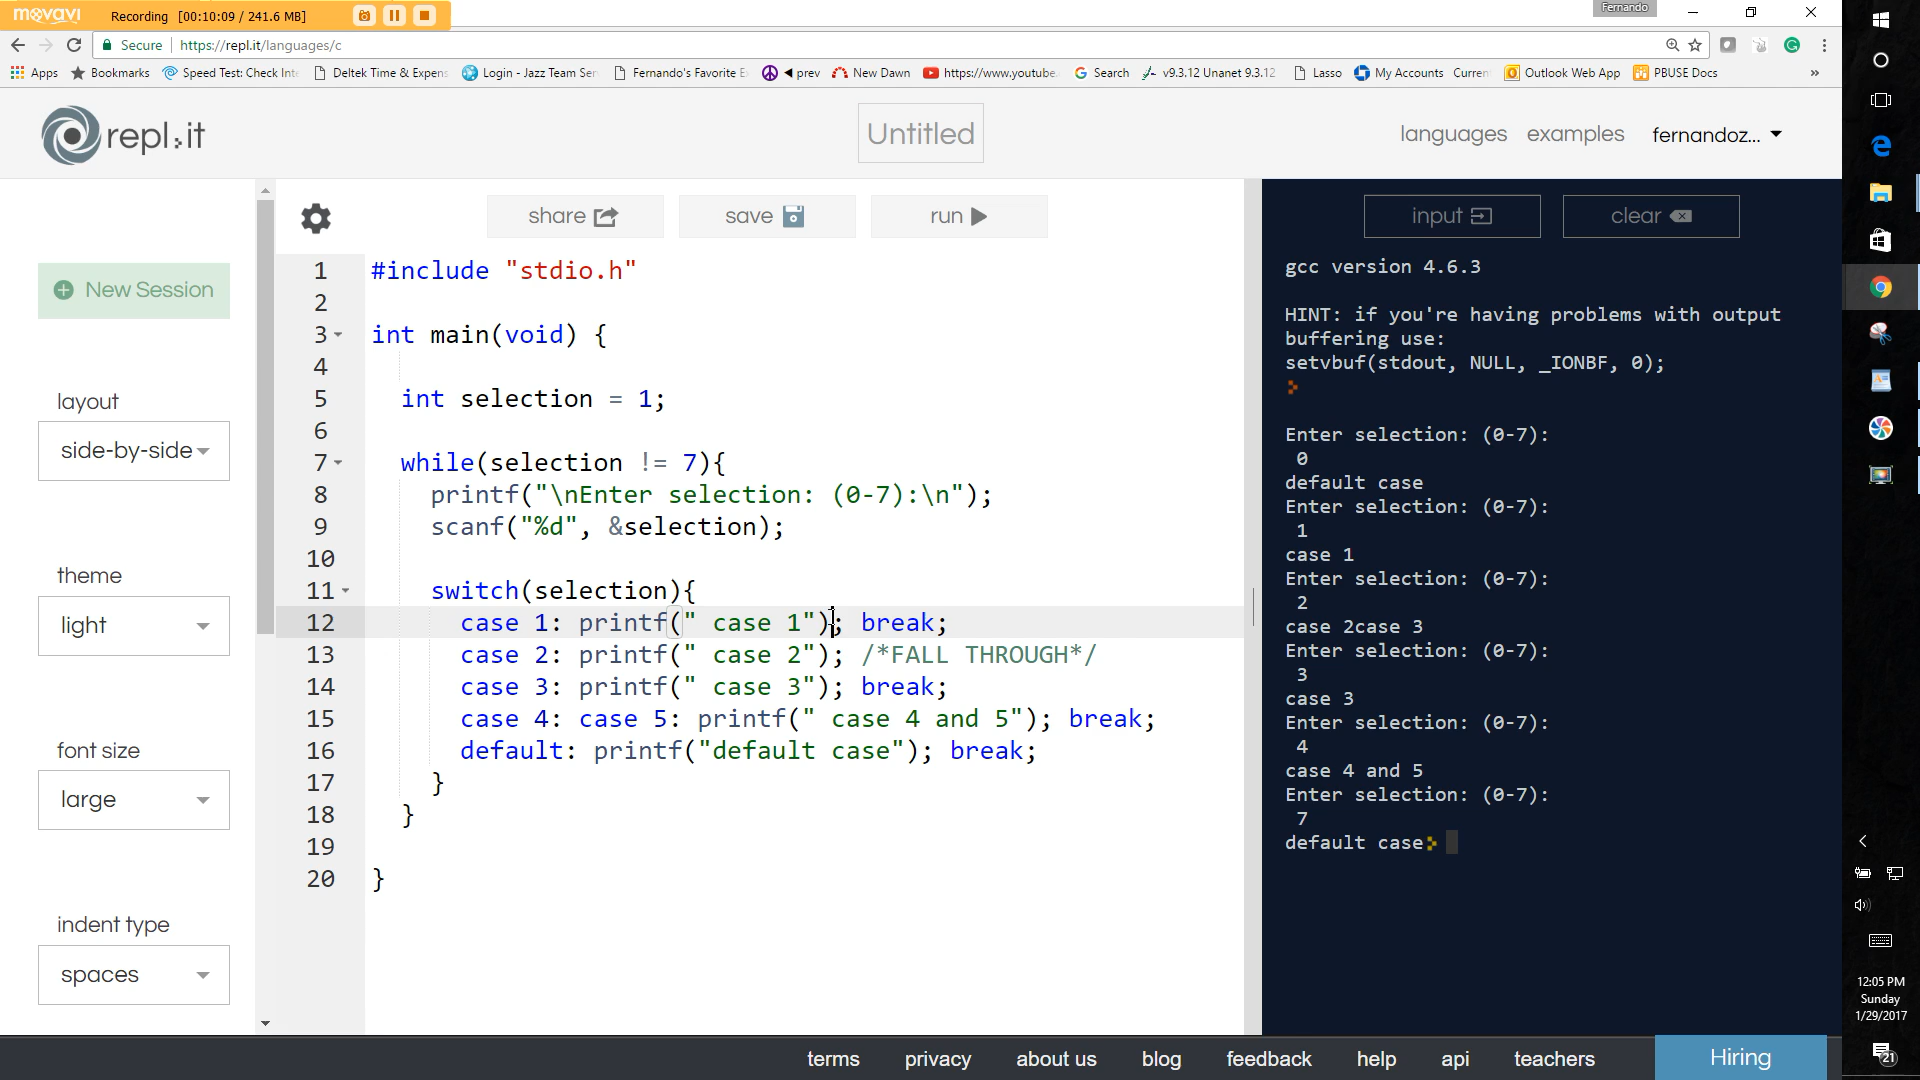 movavi Recording [00:10:09 / 241.6 MB]
Fernando
Secure https://repl.it/languages/c
Apps Bookmarks Speed Test: Check Inte Deltek Time & Expens Login - Jazz Team Ser Fernando's Favorite E prev New Dawn https://www.youtube. Search v9.3.12 Unanet 9.3.12 Lasso My Accounts Curren Outlook Web App PBUSE Docs »
repl.it
Untitled
languages examples fernandoz...
share save run
input clear
New Session
layout
side-by-side
theme
light
font size
large
indent type
spaces
1 #include "stdio.h"
2
3 int main(void) {
4
5 int selection = 1;
6
7 while(selection != 7){
8 printf("\nEnter selection: (0-7):\n");
9 scanf("%d", &selection);
10
11 switch(selection){
12 case 1: printf(" case 1"); break;
13 case 2: printf(" case 2"); /*FALL THROUGH*/
14 case 3: printf(" case 3"); break;
15 case 4: case 5: printf(" case 4 and 5"); break;
16 default: printf("default case"); break;
17 }
18 }
19
20 }
gcc version 4.6.3
HINT: if you're having problems with output
buffering use:
setvbuf(stdout, NULL, _IONBF, 0);
Enter selection: (0-7):
0
default case
Enter selection: (0-7):
1
case 1
Enter selection: (0-7):
2
case 2case 3
Enter selection: (0-7):
3
case 3
Enter selection: (0-7):
4
case 4 and 5
Enter selection: (0-7):
7
default case
terms privacy about us blog feedback help api teachers Hiring
12:05 PM
Sunday
1/29/2017
21